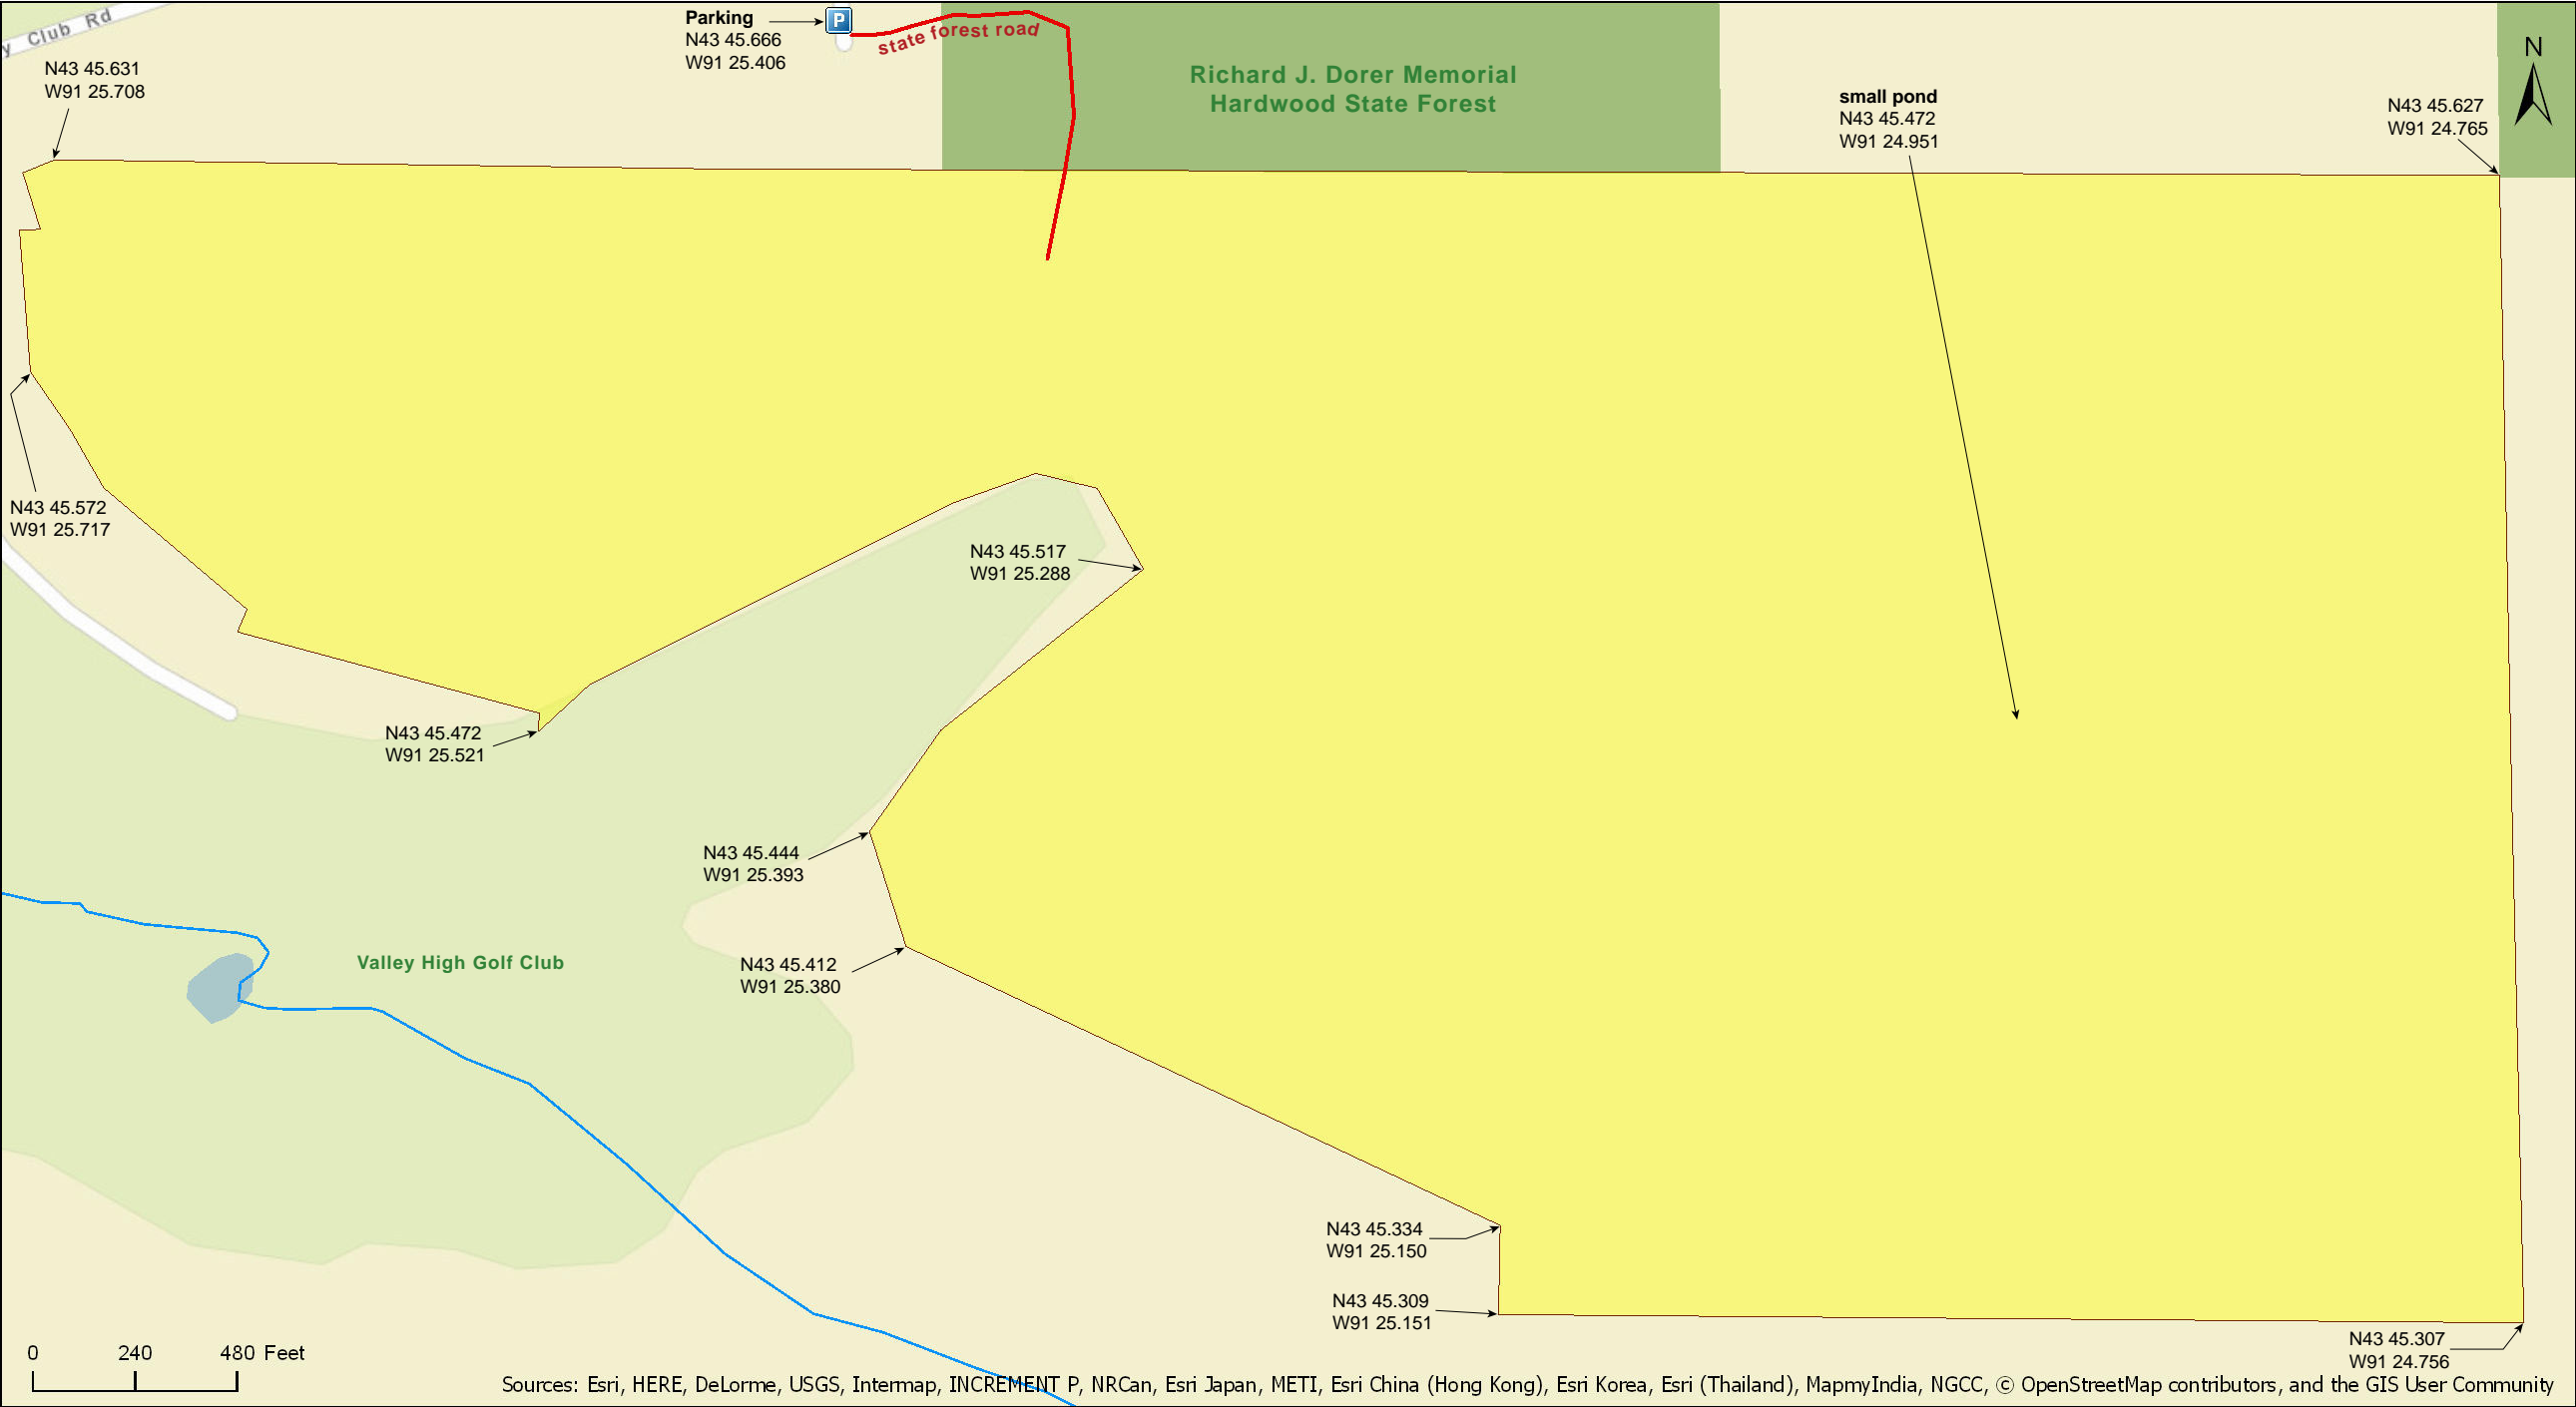 y Club Rd
Parking
N43 45.666
W91 25.406
P
state forest road
N43 45.631
W91 25.708
Richard J. Dorer Memorial
Hardwood State Forest
small pond
N43 45.472
W91 24.951
N43 45.627
W91 24.765
N
N43 45.572
W91 25.717
N43 45.517
W91 25.288
N43 45.472
W91 25.521
N43 45.444
W91 25.393
Valley High Golf Club
N43 45.412
W91 25.380
N43 45.334
W91 25.150
N43 45.309
W91 25.151
N43 45.307
W91 24.756
0 240 480 Feet
Sources: Esri, HERE, DeLorme, USGS, Intermap, INCREMENT P, NRCan, Esri Japan, METI, Esri China (Hong Kong), Esri Korea, Esri (Thailand), MapmyIndia, NGCC, © OpenStreetMap contributors, and the GIS User Community